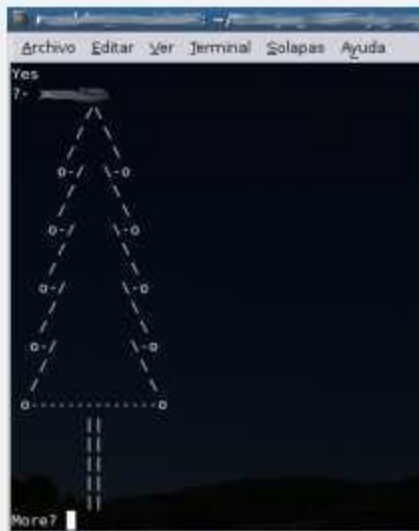 Archivo Editar Ver Terminal Solapas Ayuda
Yes
?-
/\
/  \
/    \
o-/    \-o
/      \
/        \
o-/        \-o
/          \
/            \
o-/            \-o
/              \
/                \
o-/                \-o
/                  \
o--------------o
||
||
||
||
||
More?